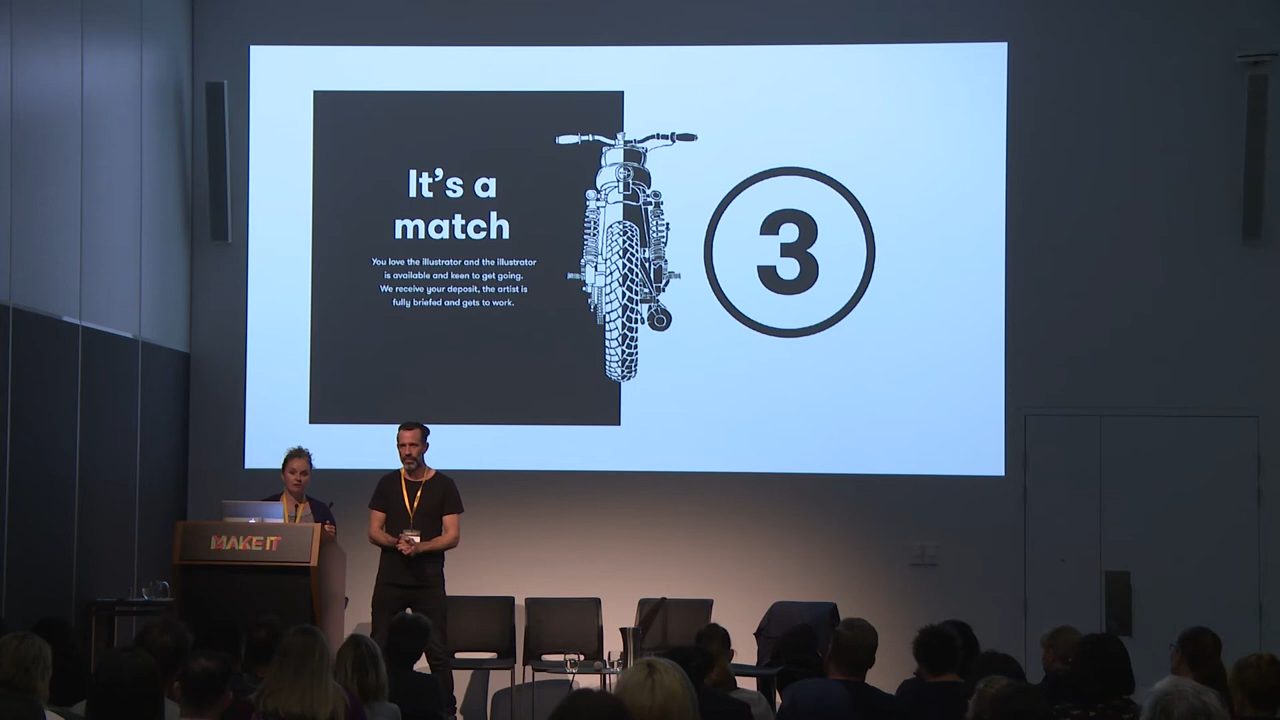 It's a
match
You love the illustrator and the illustrator
is available and keen to get going.
We receive your deposit, the artist is
fully briefed and gets to work.
3
MAKE IT